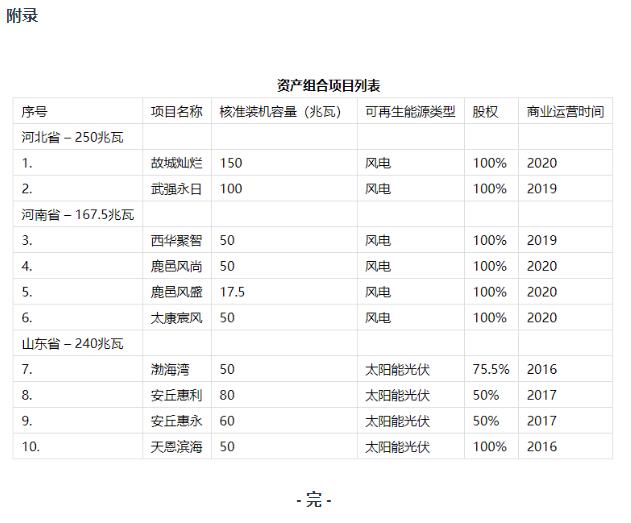 附录
资产组合项目列表
序号 项目名称 核准装机容量（兆瓦） 可再生能源类型 股权 商业运营时间
河北省 – 250兆瓦
1. 故城灿烂 150 风电 100% 2020
2. 武强永日 100 风电 100% 2019
河南省 – 167.5兆瓦
3. 西华聚智 50 风电 100% 2019
4. 鹿邑风尚 50 风电 100% 2020
5. 鹿邑风盛 17.5 风电 100% 2020
6. 太康宸风 50 风电 100% 2020
山东省 – 240兆瓦
7. 渤海湾 50 太阳能光伏 75.5% 2016
8. 安丘惠利 80 太阳能光伏 50% 2017
9. 安丘惠永 60 太阳能光伏 50% 2017
10. 天恩滨海 50 太阳能光伏 100% 2016
- 完 -